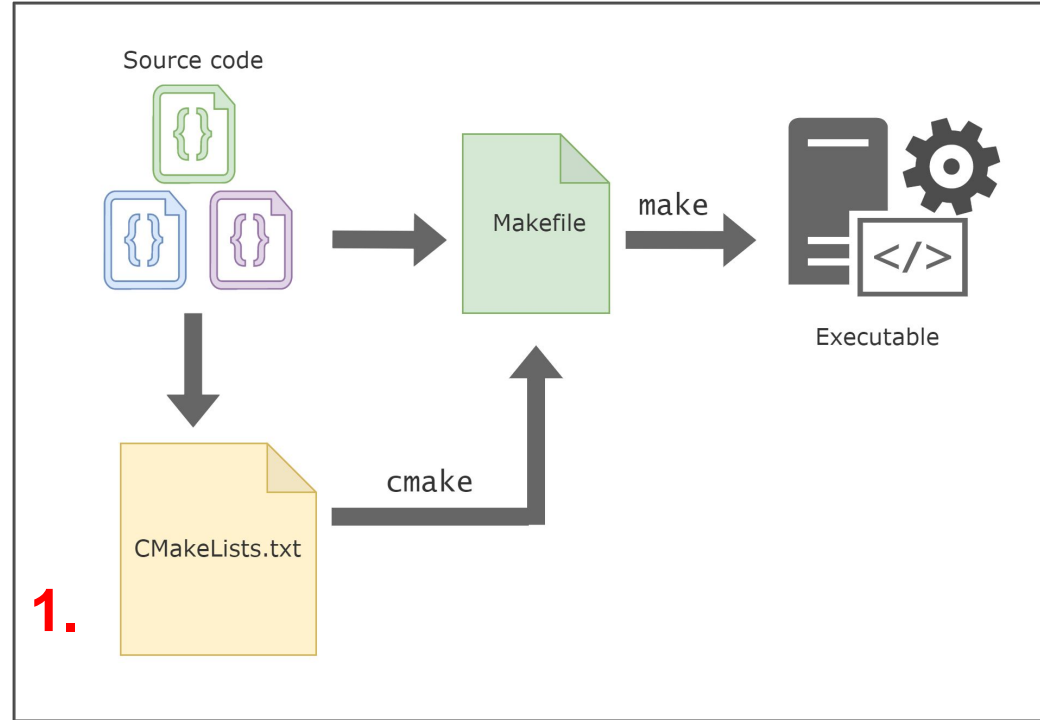 Source code
{}
{}
{}
Makefile
make
</>
Executable
cmake
CMakeLists.txt
1.